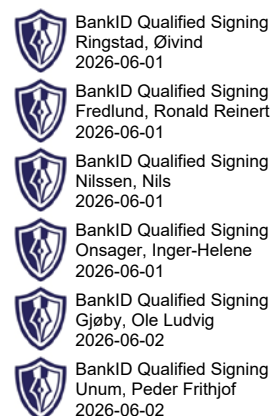 BankID Qualified Signing
Ringstad, Øivind
2026-06-01
BankID Qualified Signing
Fredlund, Ronald Reinert
2026-06-01
BankID Qualified Signing
Nilssen, Nils
2026-06-01
BankID Qualified Signing
Onsager, Inger-Helene
2026-06-01
BankID Qualified Signing
Gjøby, Ole Ludvig
2026-06-02
BankID Qualified Signing
Unum, Peder Frithjof
2026-06-02